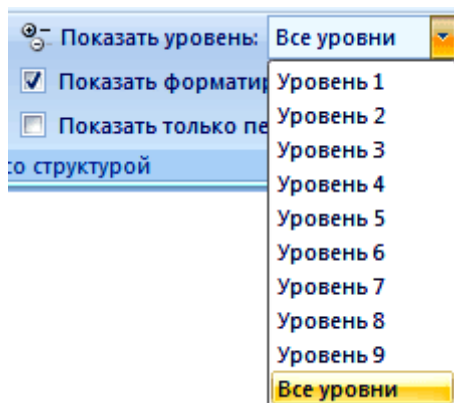 Показать уровень: Все уровни
Показать форматир
Показать только пе
со структурой
Уровень 1
Уровень 2
Уровень 3
Уровень 4
Уровень 5
Уровень 6
Уровень 7
Уровень 8
Уровень 9
Все уровни